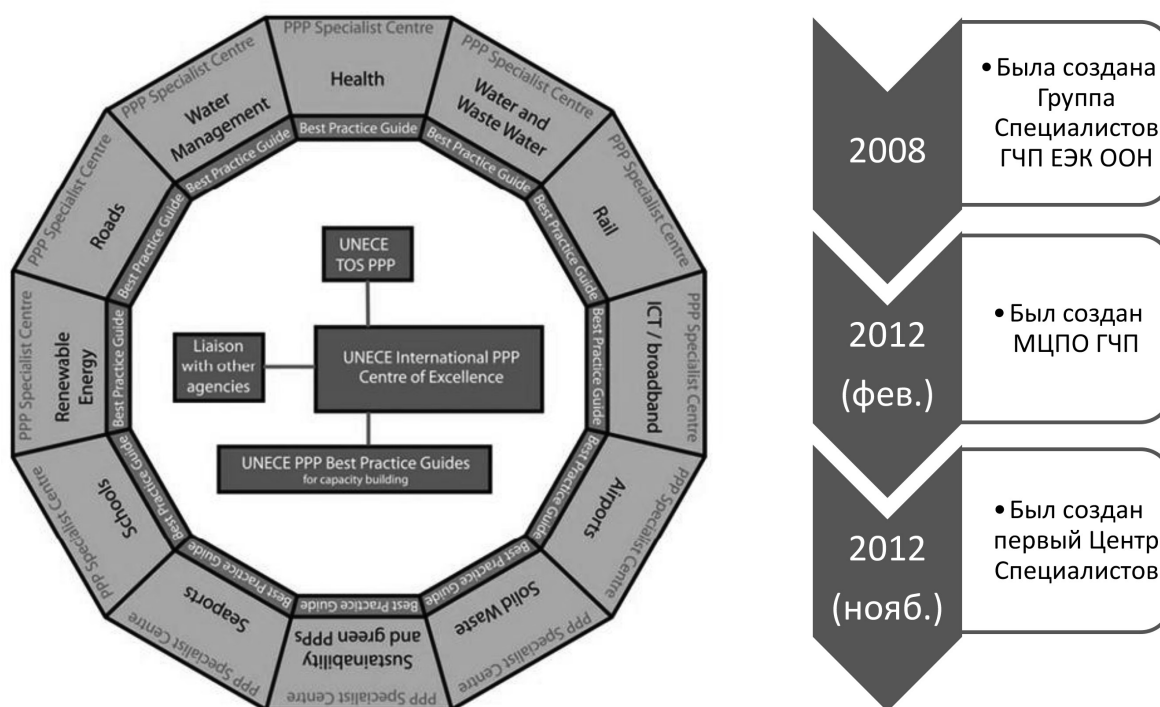 PPP Specialist Centre
Health
Best Practice Guide
PPP Specialist Centre
Water and
Waste Water
Best Practice Guide
PPP Specialist Centre
Rail
Best Practice Guide
PPP Specialist Centre
ICT / broadband
Best Practice Guide
PPP Specialist Centre
Airports
Best Practice Guide
PPP Specialist Centre
Solid Waste
Best Practice Guide
PPP Specialist Centre
Sustainability
and green PPPs
Best Practice Guide
PPP Specialist Centre
Seaports
Best Practice Guide
PPP Specialist Centre
Schools
Best Practice Guide
PPP Specialist Centre
Renewable
Energy
Best Practice Guide
PPP Specialist Centre
Roads
Best Practice Guide
PPP Specialist Centre
Water
Management
Best Practice Guide
UNECE
TOS PPP
Liaison
with other
agencies
UNECE International PPP
Centre of Excellence
UNECE PPP Best Practice Guides
for capacity building
2008
• Была создана
Группа
Специалистов
ГЧП ЕЭК ООН
2012
(фев.)
• Был создан
МЦПО ГЧП
2012
(нояб.)
• Был создан
первый Центр
Специалистов